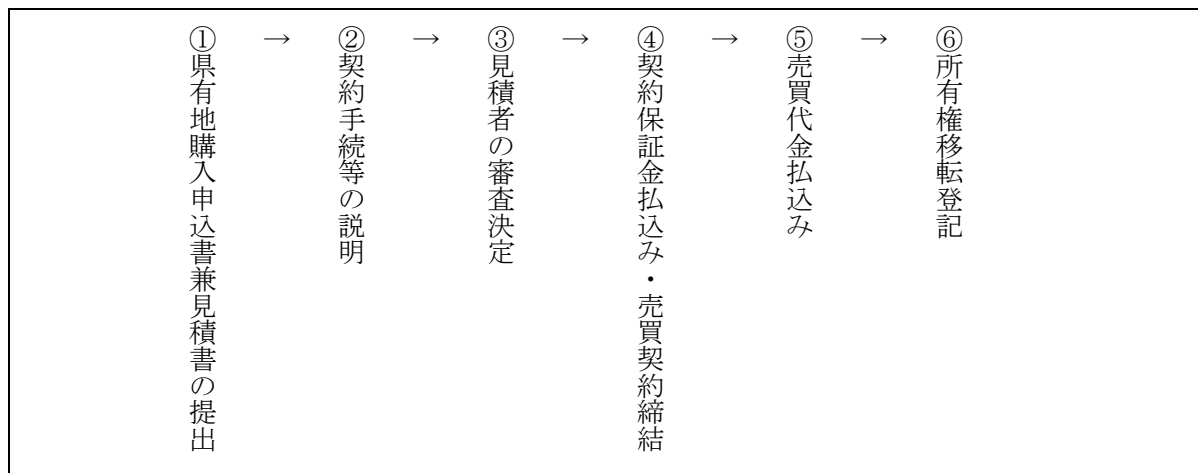 ①県有地購入申込書兼見積書の提出
→
②契約手続等の説明
→
③見積者の審査決定
→
④契約保証金払込み・売買契約締結
→
⑤売買代金払込み
→
⑥所有権移転登記